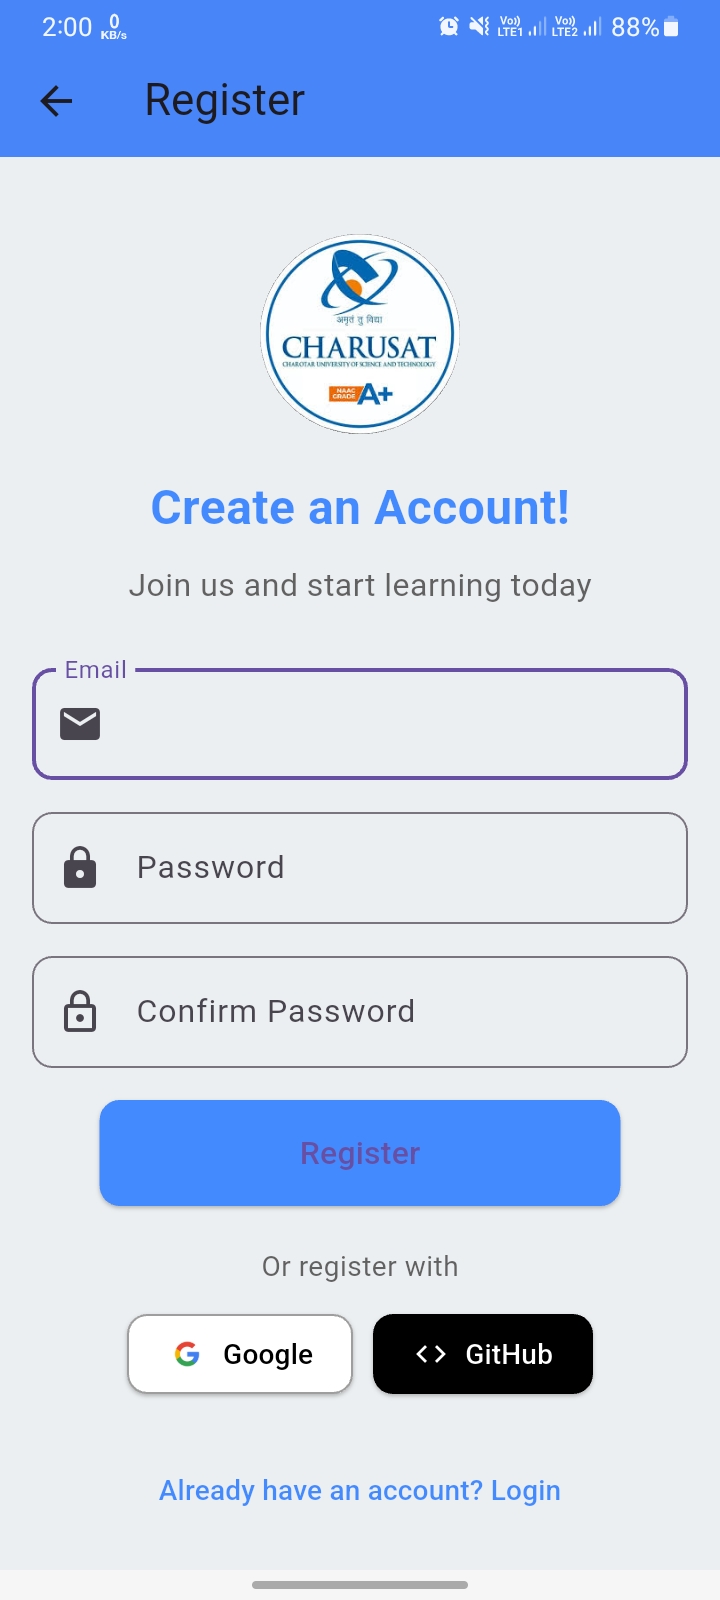 2:00 0 KB/s Vo)) LTE1 Vo)) LTE2 88%
Register
अमृतं तु विद्या
CHARUSAT
CHAROTAR UNIVERSITY OF SCIENCE AND TECHNOLOGY
NAAC GRADE A+
Create an Account!
Join us and start learning today
Email
Password
Confirm Password
Register
Or register with
Google GitHub
Already have an account? Login